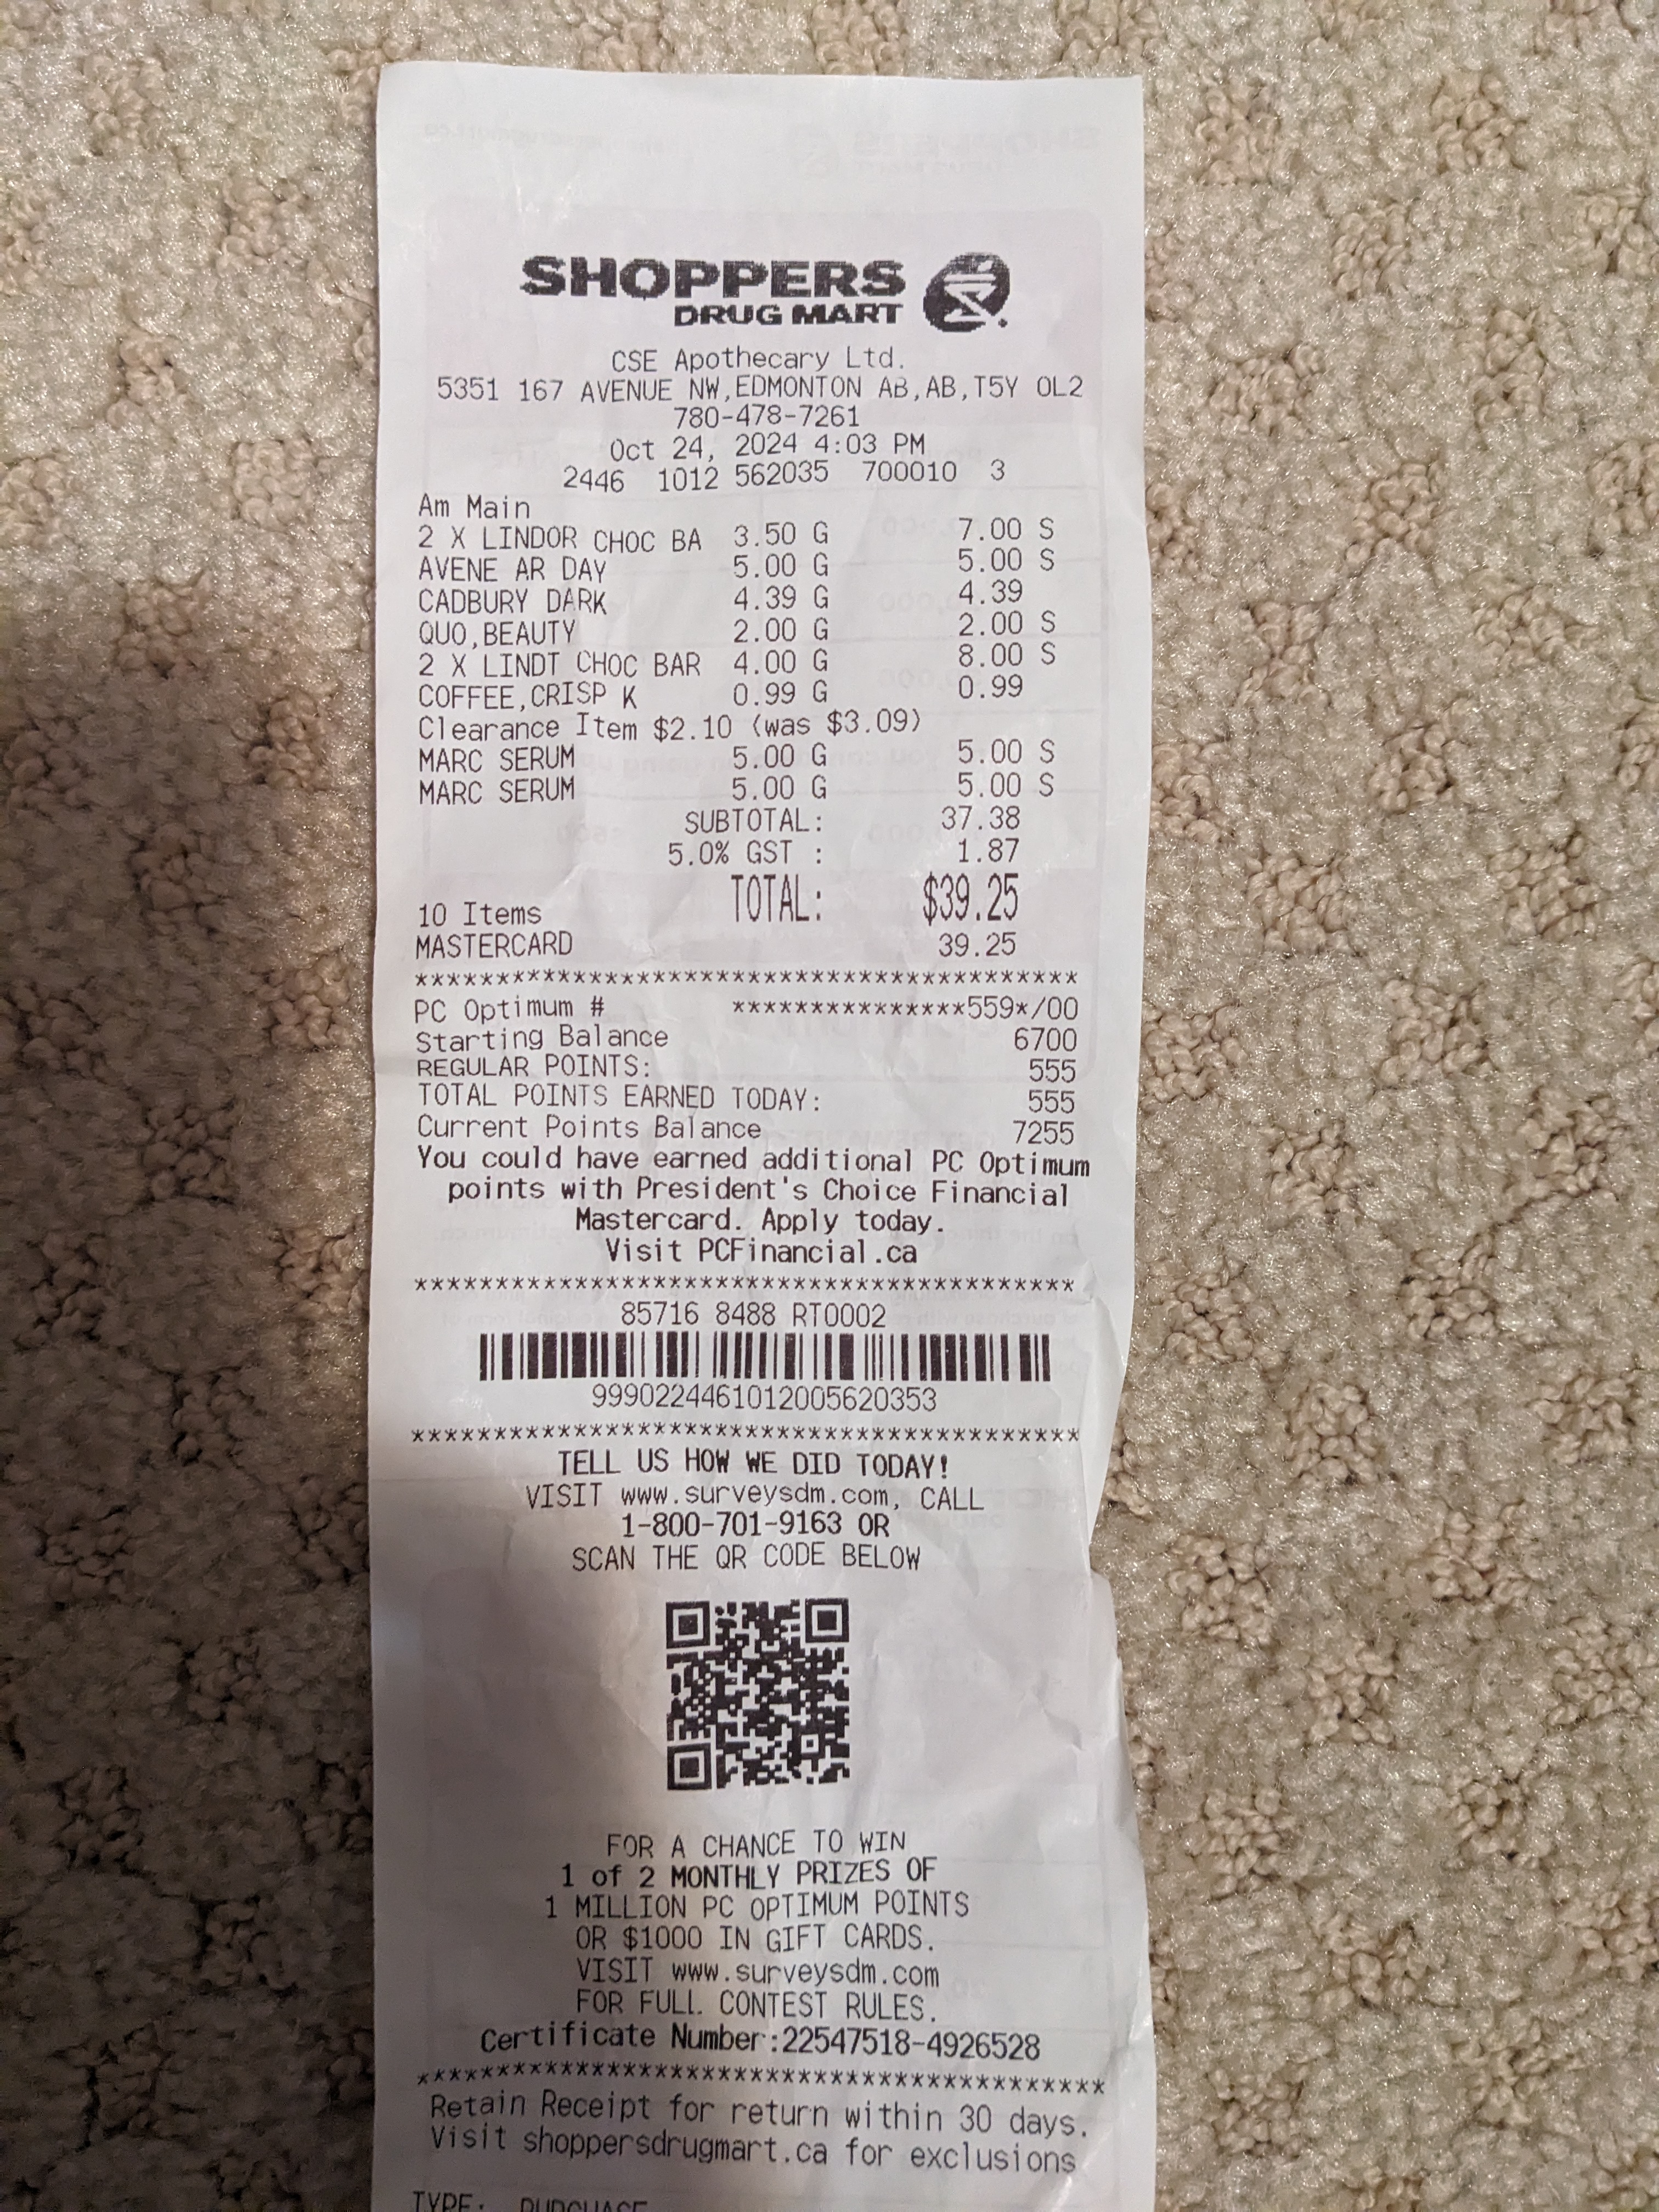 SHOPPERS
DRUG MART
CSE Apothecary Ltd.
5351 167 AVENUE NW,EDMONTON AB,AB,T5Y 0L2
780-478-7261
Oct 24, 2024 4:03 PM
2446 1012 562035 700010 3
Am Main
2 X LINDOR CHOC BA 3.50 G 7.00 S
AVENE AR DAY 5.00 G 5.00 S
CADBURY DARK 4.39 G 4.39
QUO,BEAUTY 2.00 G 2.00 S
2 X LINDT CHOC BAR 4.00 G 8.00 S
COFFEE,CRISP K 0.99 G 0.99
Clearance Item $2.10 (was $3.09)
MARC SERUM 5.00 G 5.00 S
MARC SERUM 5.00 G 5.00 S
SUBTOTAL: 37.38
5.0% GST : 1.87
TOTAL: $39.25
10 Items
MASTERCARD 39.25
*****************************************
PC Optimum # ***************559*/00
Starting Balance 6700
REGULAR POINTS: 555
TOTAL POINTS EARNED TODAY: 555
Current Points Balance 7255
You could have earned additional PC Optimum
points with President's Choice Financial
Mastercard. Apply today.
Visit PCFinancial.ca
*****************************************
85716 8488 RT0002
9990224461012005620353
*****************************************
TELL US HOW WE DID TODAY!
VISIT www.surveysdm.com, CALL
1-800-701-9163 OR
SCAN THE QR CODE BELOW
FOR A CHANCE TO WIN
1 of 2 MONTHLY PRIZES OF
1 MILLION PC OPTIMUM POINTS
OR $1000 IN GIFT CARDS.
VISIT www.surveysdm.com
FOR FULL CONTEST RULES.
Certificate Number:22547518-4926528
*****************************************
Retain Receipt for return within 30 days.
Visit shoppersdrugmart.ca for exclusions
TYPE: PURCHASE